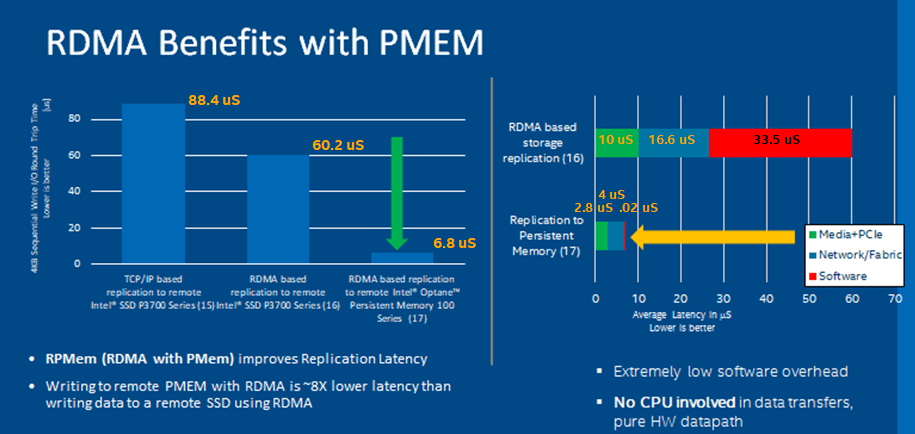 RDMA Benefits with PMEM
4KB Sequential Write I/O Round Trip Time
[us]
Lower is better
80
60
40
20
0
88.4 uS
60.2 uS
6.8 uS
TCP/IP based
replication to remote
Intel® SSD P3700 Series (15)
RDMA based
replication to remote
Intel® SSD P3700 Series (16)
RDMA based replication
to remote Intel® Optane™
Persistent Memory 100
Series (17)
RDMA based
storage
replication (16)
10 uS 16.6 uS 33.5 uS
4 uS
2.8 uS .02 uS
Replication to
Persistent
Memory (17)
Media+PCIe
Network/Fabric
Software
0 10 20 30 40 50 60 70
Average Latency in µS
Lower is better
• RPMem (RDMA with PMem) improves Replication Latency
• Writing to remote PMEM with RDMA is ~8X lower latency than
writing data to a remote SSD using RDMA
▪ Extremely low software overhead
▪ No CPU involved in data transfers,
pure HW datapath